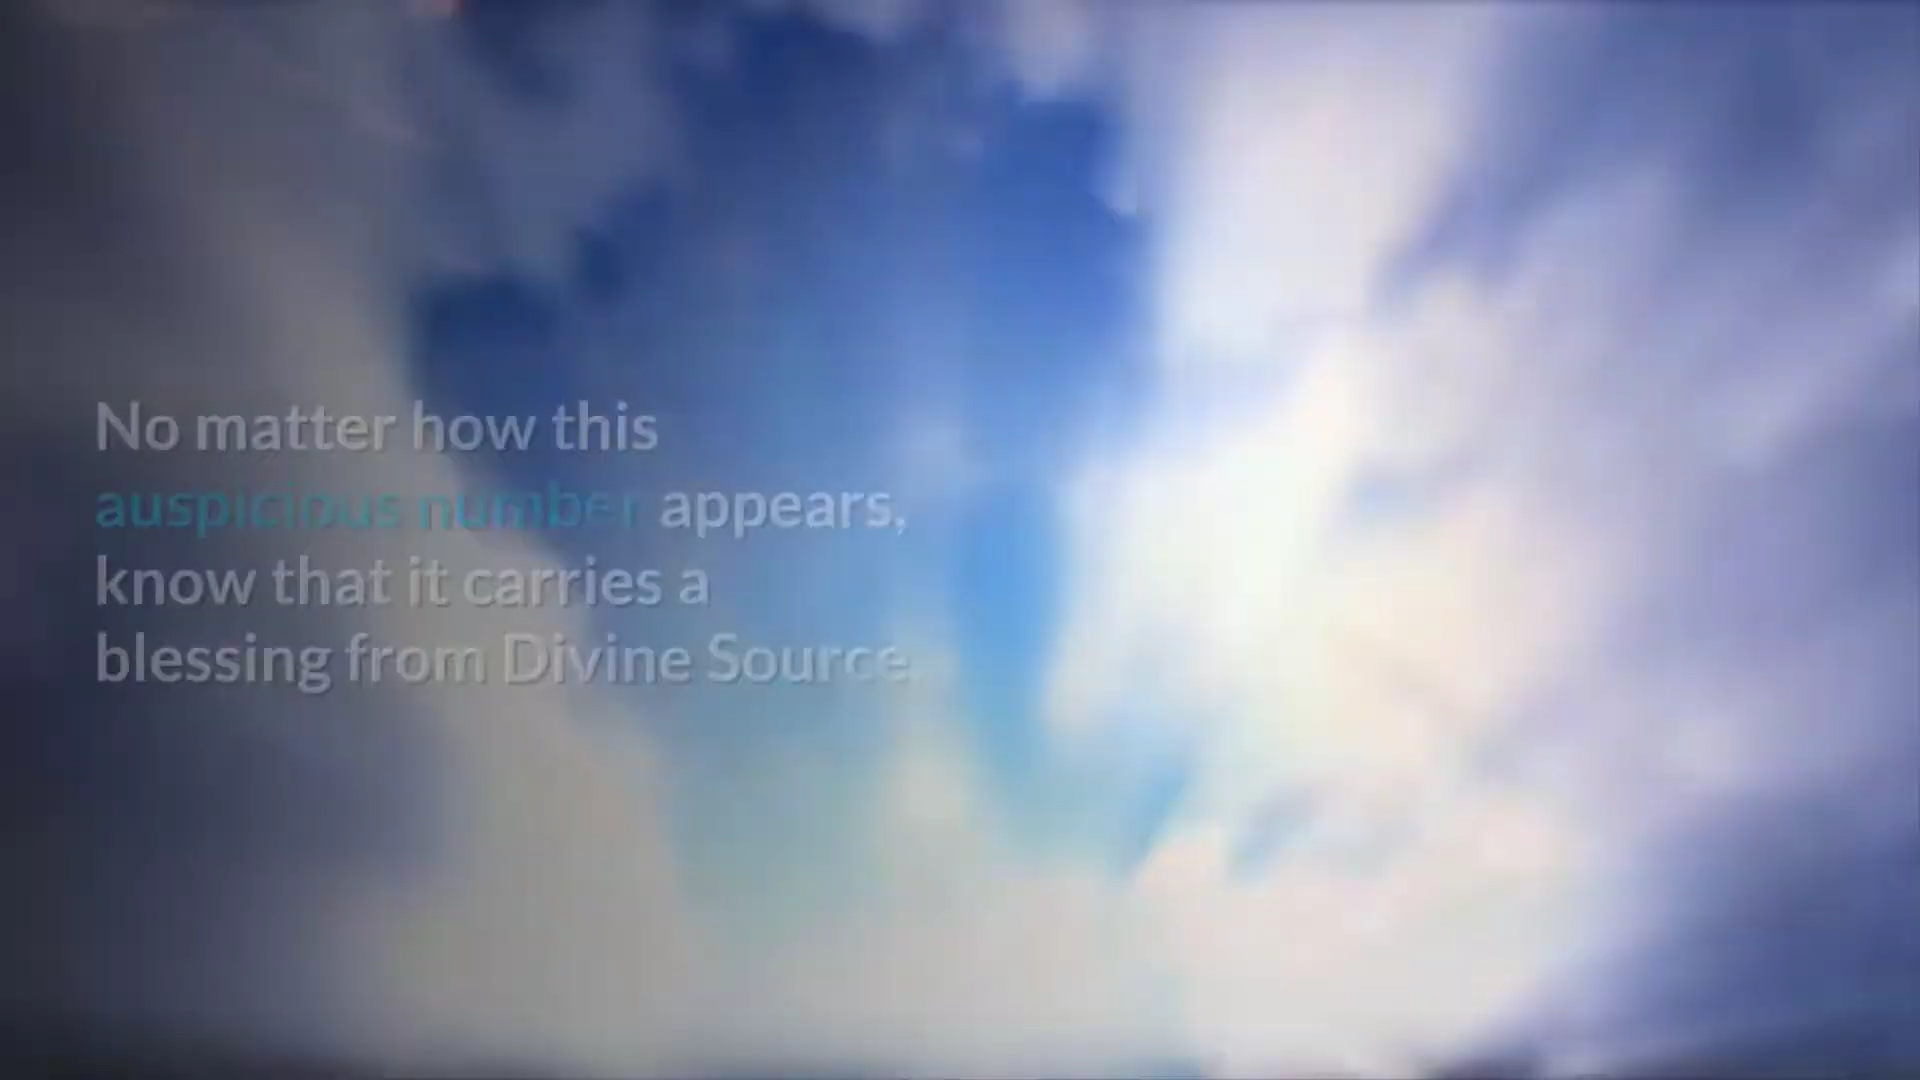 No matter how this
auspicious number appears,
know that it carries a
blessing from Divine Source.